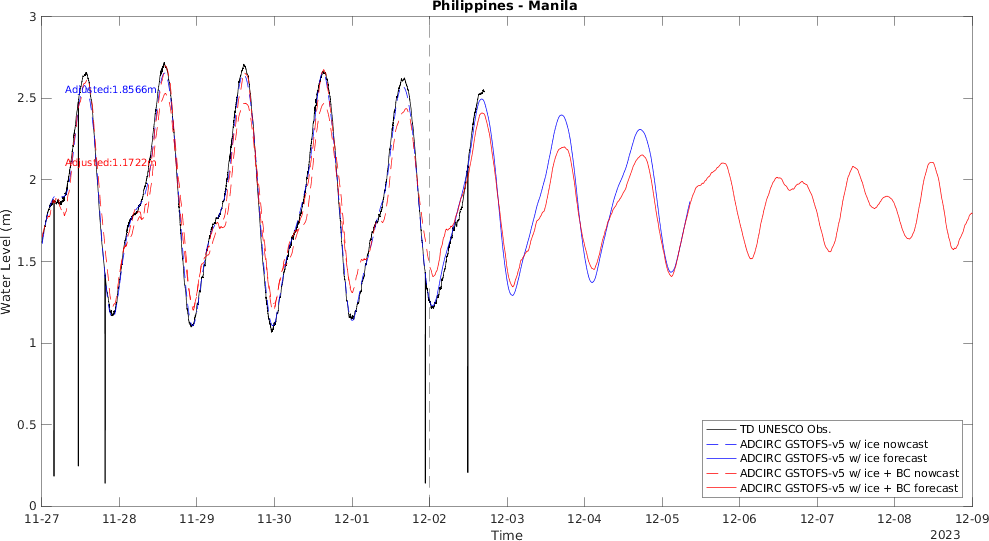 Philippines - Manila
3
2.5
2
1.5
1
0.5
0
Water Level (m)
Adjusted:1.8566m
Adjusted:1.1722m
TD UNESCO Obs.
ADCIRC GSTOFS-v5 w/ ice nowcast
ADCIRC GSTOFS-v5 w/ ice forecast
ADCIRC GSTOFS-v5 w/ ice + BC nowcast
ADCIRC GSTOFS-v5 w/ ice + BC forecast
11-27 11-28 11-29 11-30 12-01 12-02 12-03 12-04 12-05 12-06 12-07 12-08 12-09
Time
2023